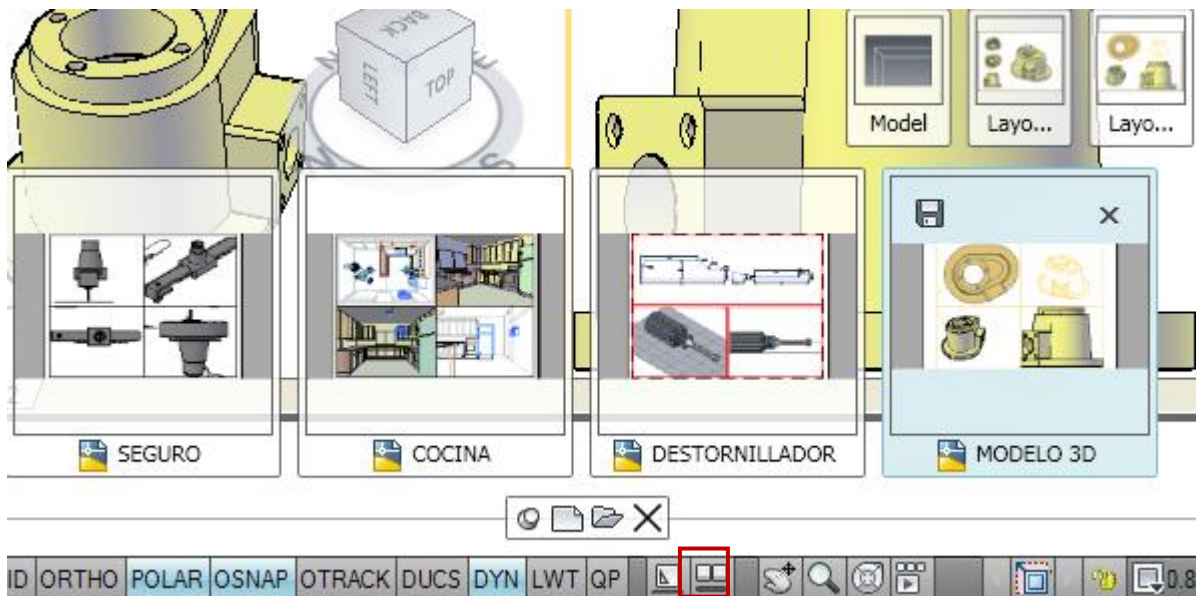 BACK
LEFT
TOP
S
Model
Layo...
Layo...
SEGURO
COCINA
DESTORNILLADOR
MODELO 3D
ID ORTHO POLAR OSNAP OTRACK DUCS DYN LWT QP 0.8